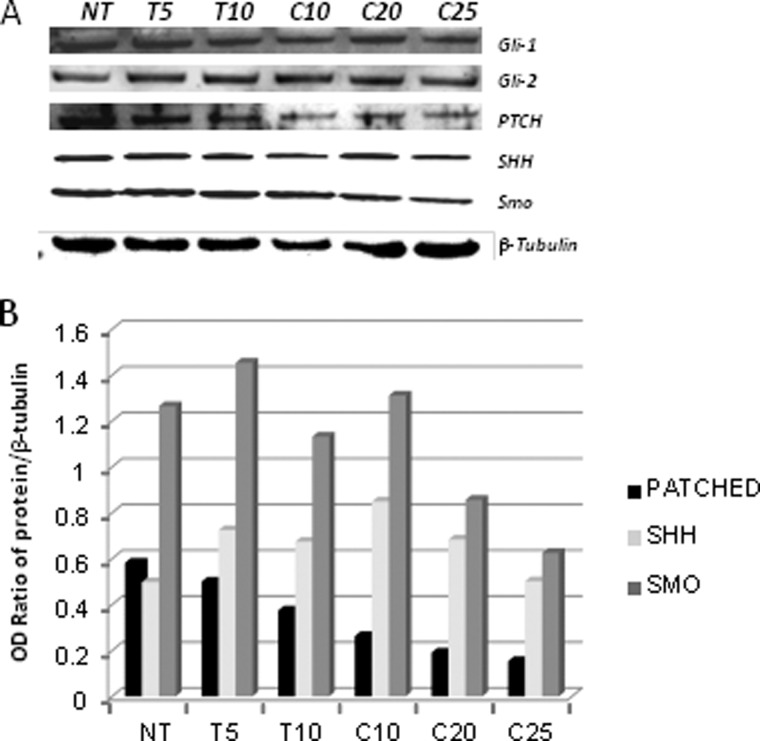 A
NT T5 T10 C10 C20 C25
Gli-1
Gli-2
PTCH
SHH
Smo
β-Tubulin
B
OD Ratio of protein/β-tubulin
1.6
1.4
1.2
1
0.8
0.6
0.4
0.2
0
NT T5 T10 C10 C20 C25
PATCHED
SHH
SMO